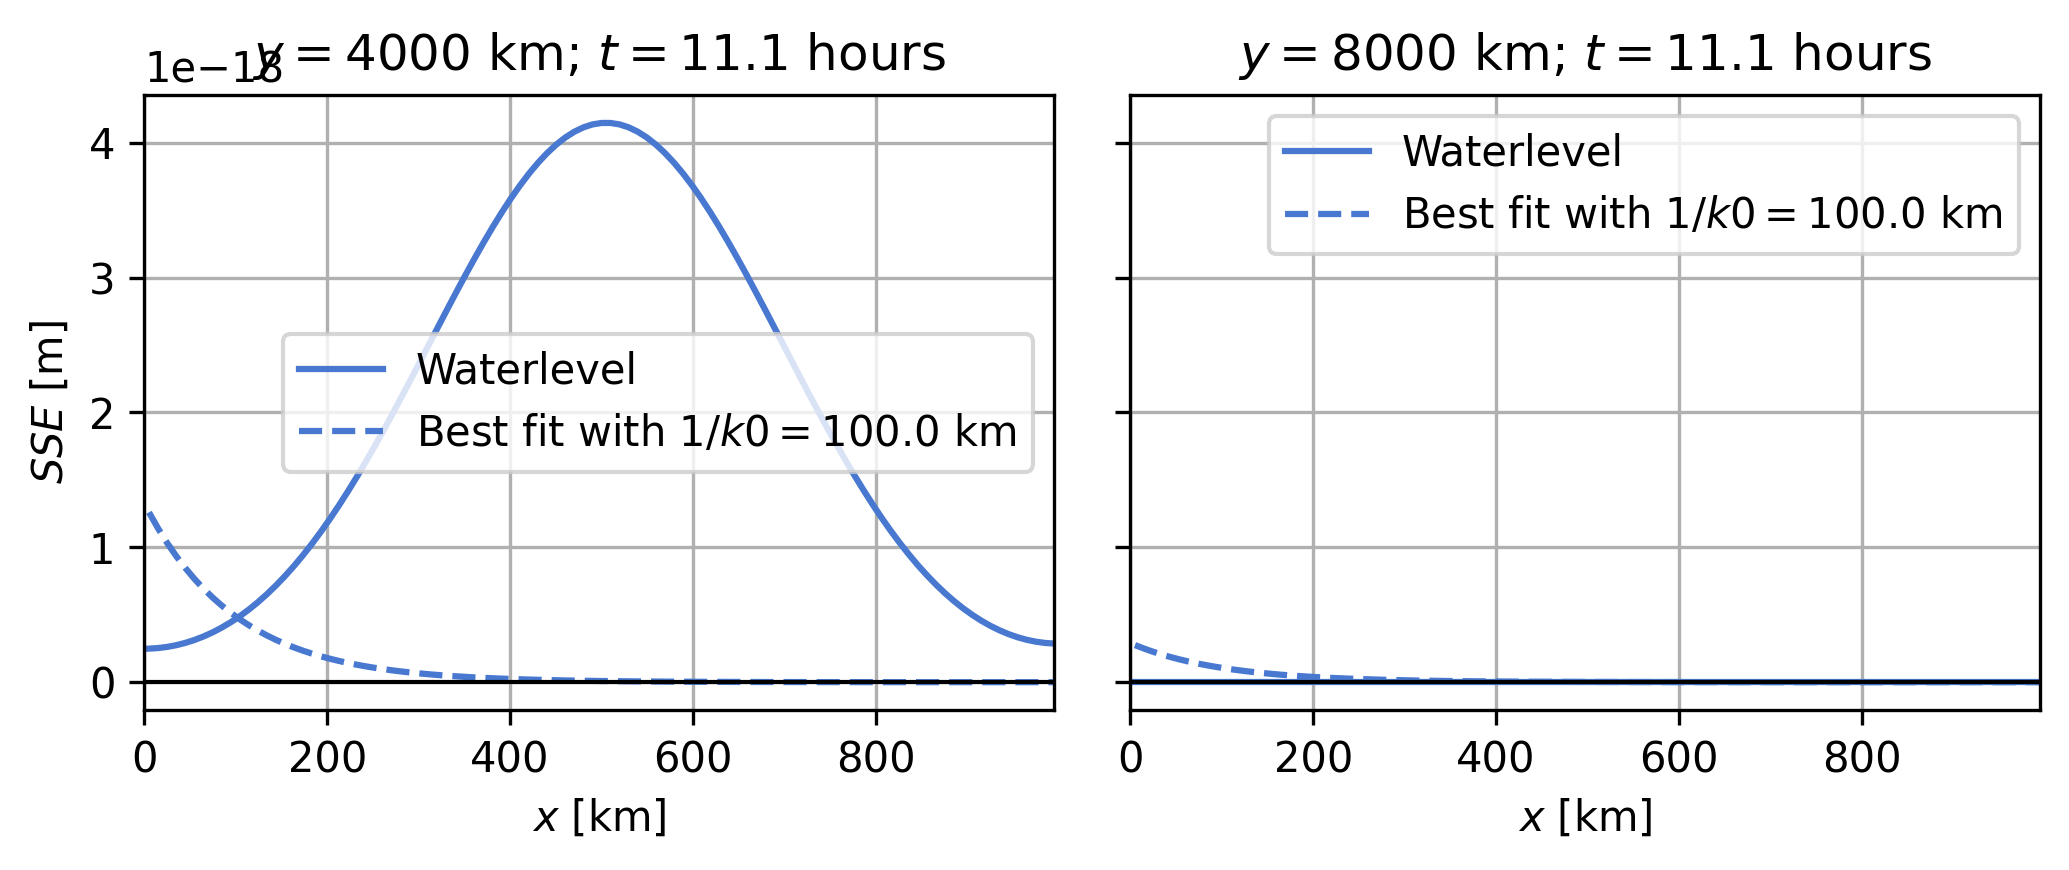 y = 4000 km; t = 11.1 hours
1e−18
4
3
2
1
0
SSE [m]
Waterlevel
Best fit with 1/k0 = 100.0 km
0 200 400 600 800
x [km]
y = 8000 km; t = 11.1 hours
Waterlevel
Best fit with 1/k0 = 100.0 km
0 200 400 600 800
x [km]